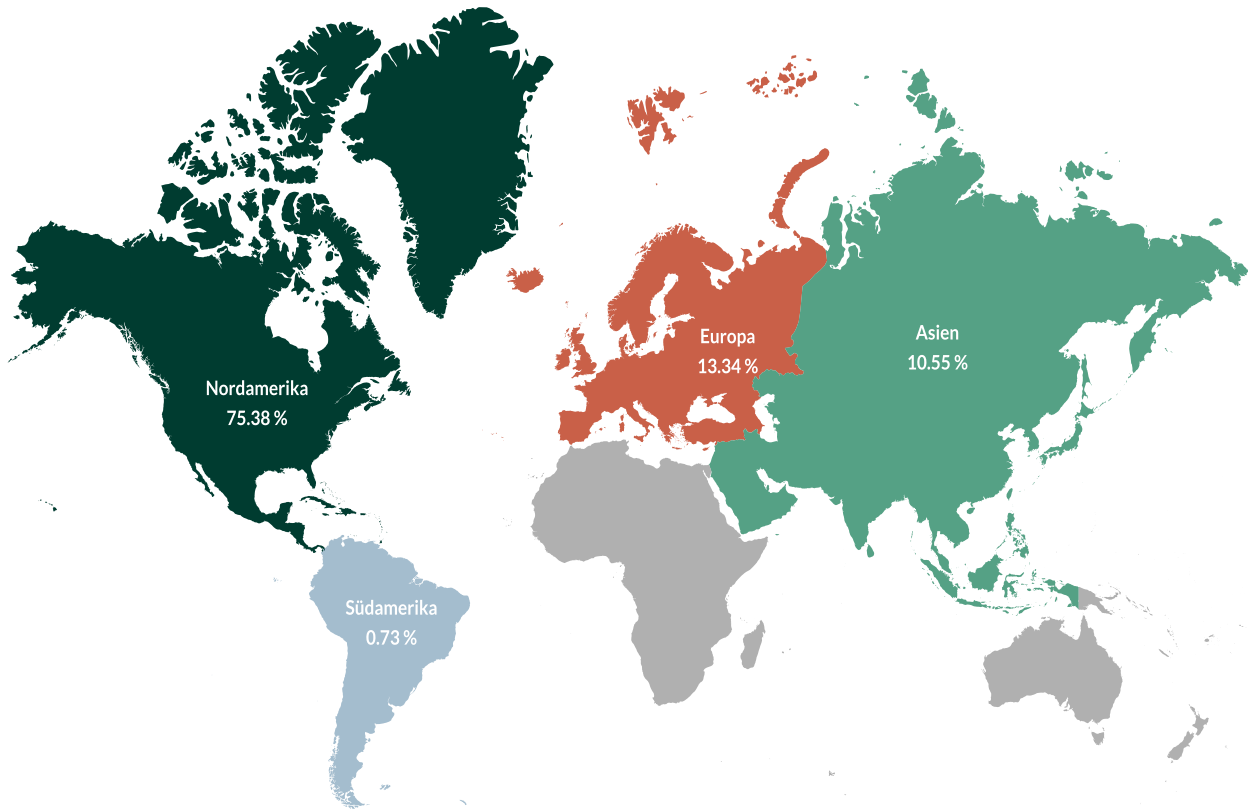 Nordamerika
75.38 %
Europa
13.34 %
Asien
10.55 %
Südamerika
0.73 %